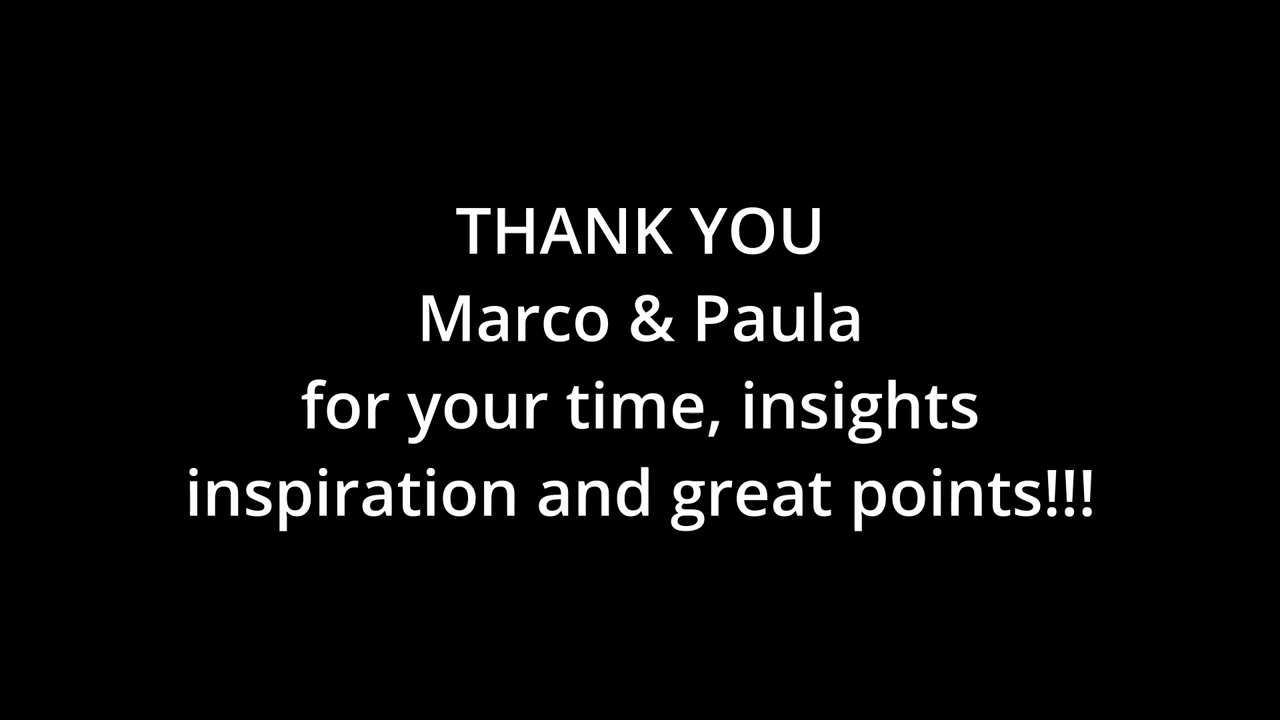 THANK YOU
Marco & Paula
for your time, insights
inspiration and great points!!!